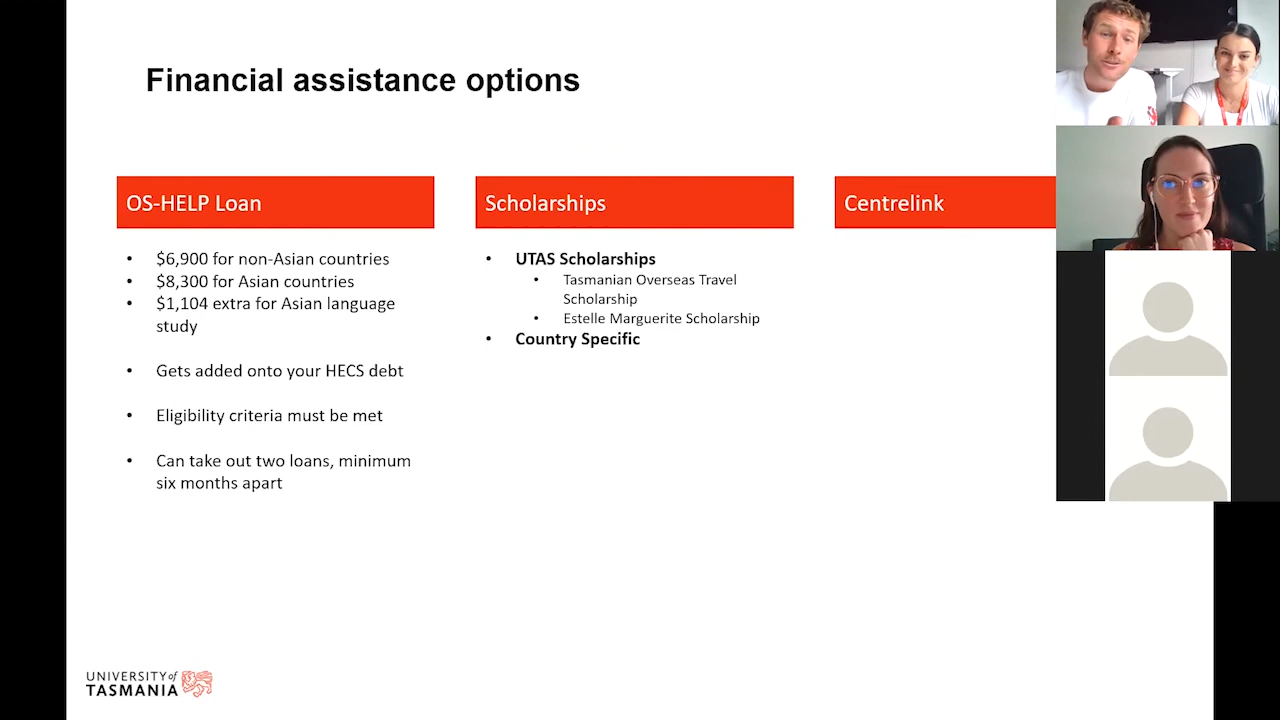 Financial assistance options
OS-HELP Loan
• $6,900 for non-Asian countries
• $8,300 for Asian countries
• $1,104 extra for Asian language
study
• Gets added onto your HECS debt
• Eligibility criteria must be met
• Can take out two loans, minimum
six months apart
Scholarships
• UTAS Scholarships
• Tasmanian Overseas Travel
Scholarship
• Estelle Marguerite Scholarship
• Country Specific
Centrelink
UNIVERSITY of
TASMANIA